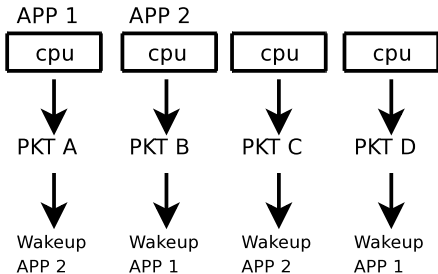 APP 1 APP 2
cpu cpu cpu cpu
PKT A PKT B PKT C PKT D
Wakeup Wakeup Wakeup Wakeup
APP 2 APP 1 APP 2 APP 1